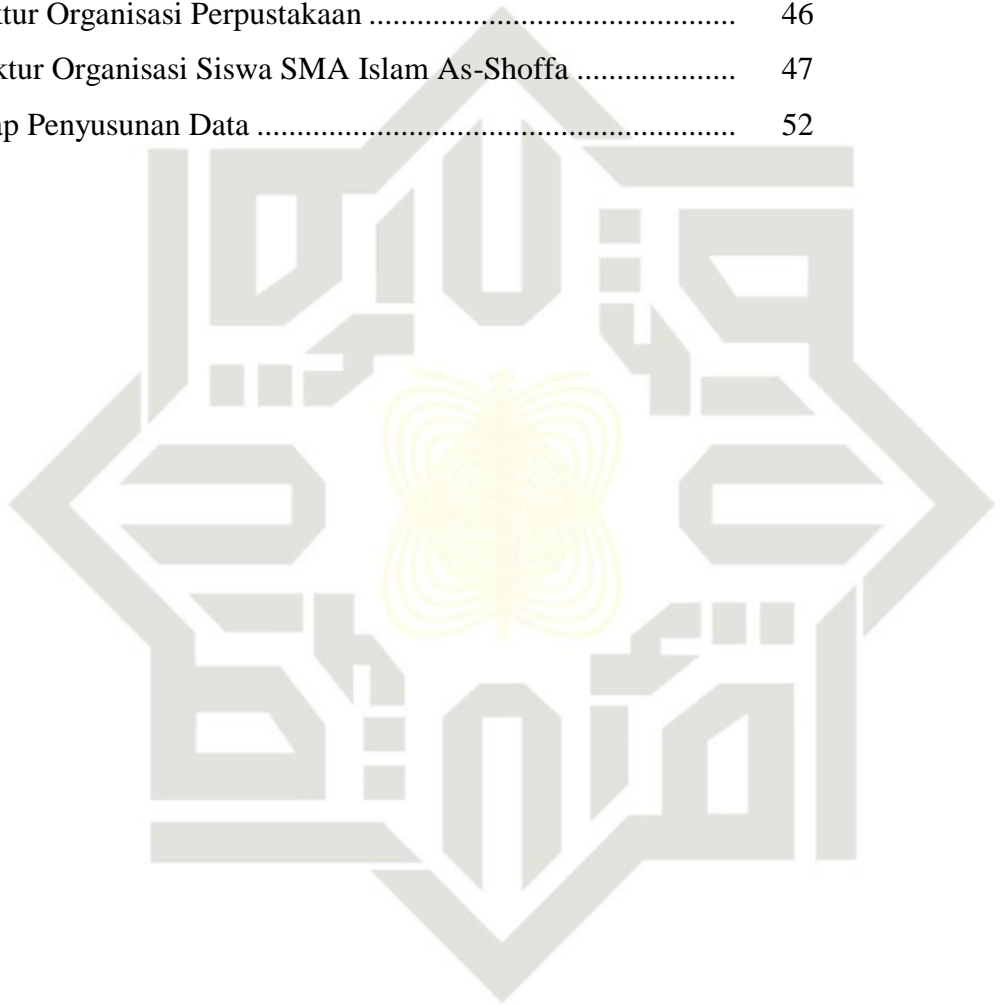 ktur Organisasi Perpustakaan .............................................. 46
ktur Organisasi Siswa SMA Islam As-Shoffa .................... 47
ap Penyusunan Data ............................................................ 52